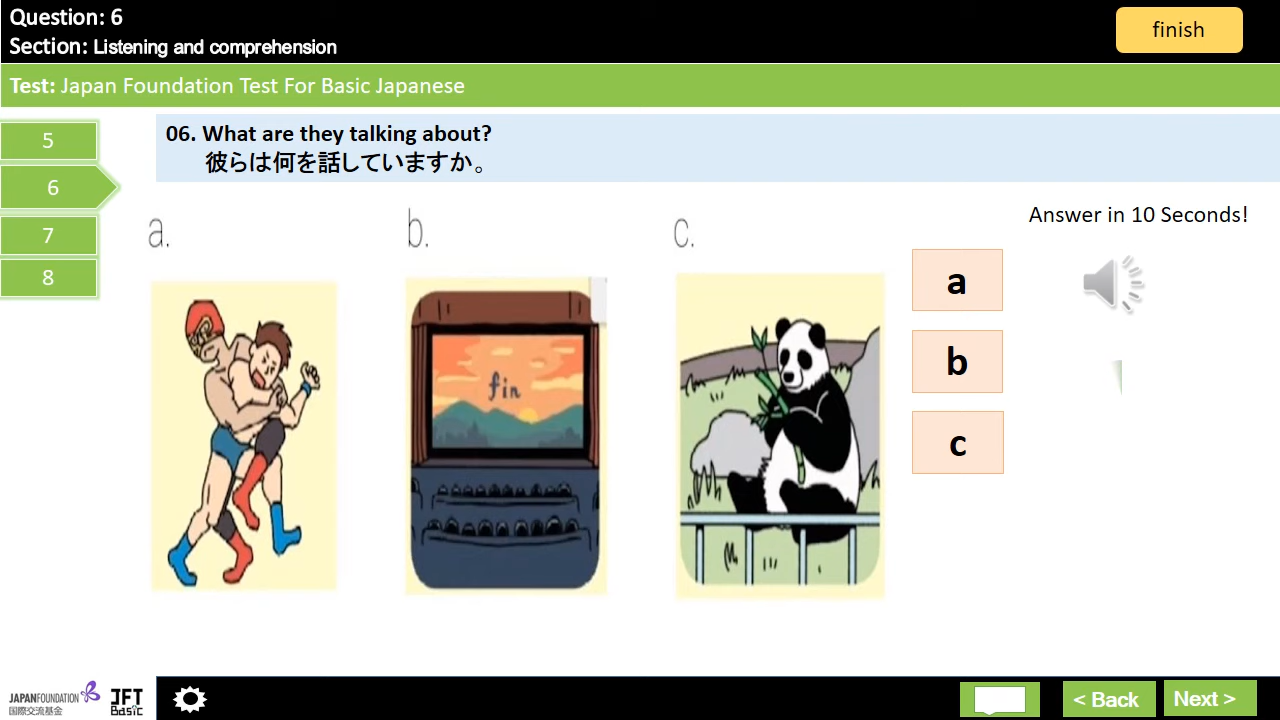 Question: 6
Section: Listening and comprehension
finish
Test: Japan Foundation Test For Basic Japanese
5
6
7
8
06. What are they talking about?
彼らは何を話していますか。
a.
b.
c.
Answer in 10 Seconds!
a
b
c
fin
JAPANFOUNDATION
国際交流基金
JFT
Basic
< Back
Next >